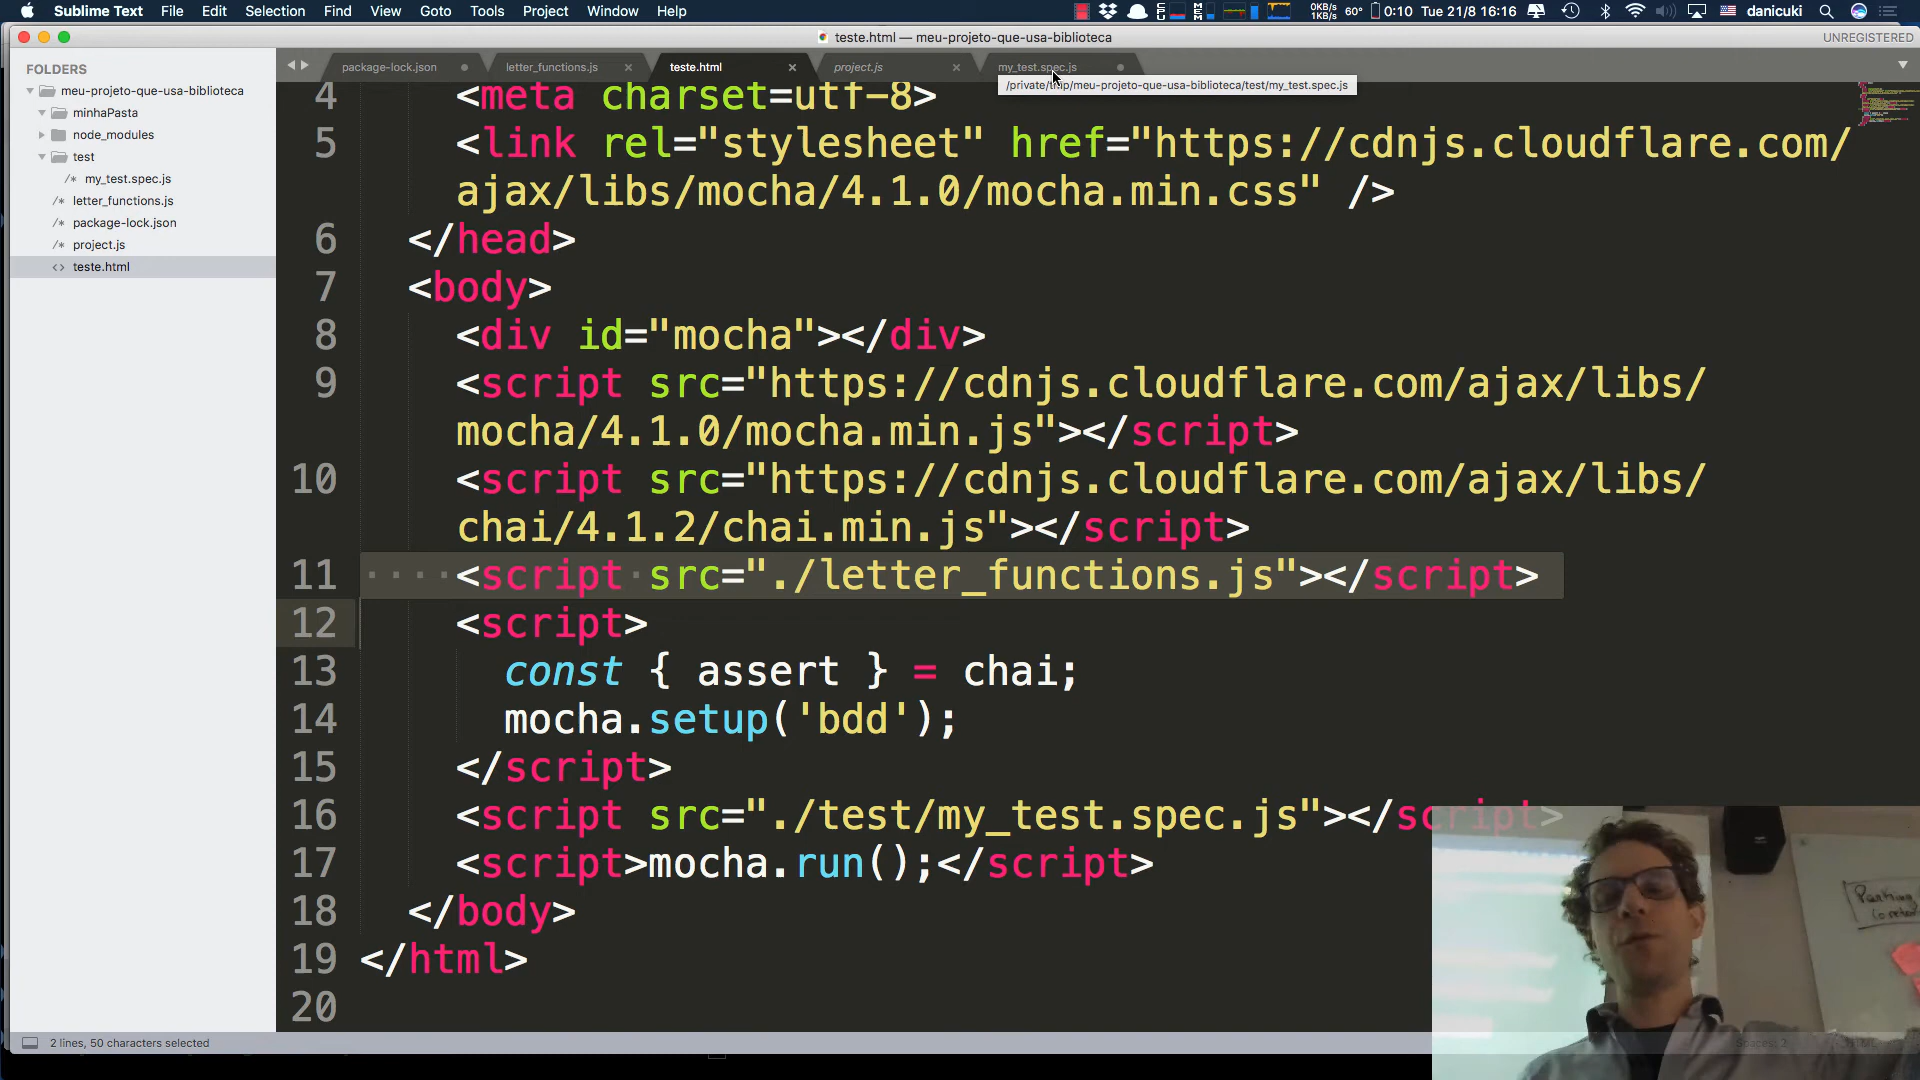 Sublime Text File Edit Selection Find View Goto Tools Project Window Help
0KB/s
1KB/s
60° 0:10 Tue 21/8 16:16 danicuki
teste.html — meu-projeto-que-usa-biblioteca
UNREGISTERED
FOLDERS
meu-projeto-que-usa-biblioteca
minhaPasta
node_modules
test
/* my_test.spec.js
/* letter_functions.js
/* package-lock.json
/* project.js
<> teste.html
package-lock.json
letter_functions.js
teste.html
project.js
my_test.spec.js
/private/tmp/meu-projeto-que-usa-biblioteca/test/my_test.spec.js
4 <meta charset=utf-8>
5 <link rel="stylesheet" href="https://cdnjs.cloudflare.com/
ajax/libs/mocha/4.1.0/mocha.min.css" />
6 </head>
7 <body>
8 <div id="mocha"></div>
9 <script src="https://cdnjs.cloudflare.com/ajax/libs/
mocha/4.1.0/mocha.min.js"></script>
10 <script src="https://cdnjs.cloudflare.com/ajax/libs/
chai/4.1.2/chai.min.js"></script>
11 <script src="./letter_functions.js"></script>
12 <script>
13 const { assert } = chai;
14 mocha.setup('bdd');
15 </script>
16 <script src="./test/my_test.spec.js"></script>
17 <script>mocha.run();</script>
18 </body>
19 </html>
20
Parking
2 lines, 50 characters selected
Spaces: 2